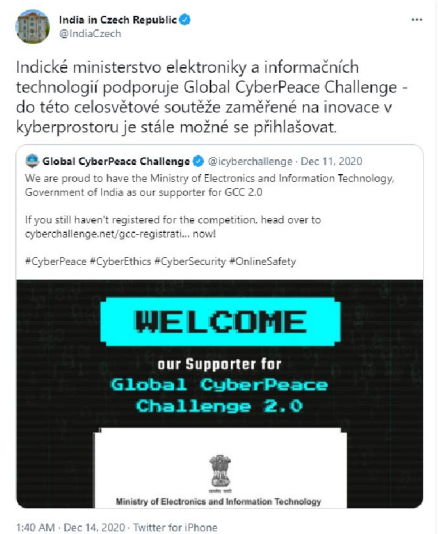 India in Czech Republic
@IndiaCzech
Indické ministerstvo elektroniky a informačních
technologií podporuje Global CyberPeace Challenge -
do této celosvětové soutěže zaměřené na inovace v
kyberprostoru je stále možné se přihlašovat.
Global CyberPeace Challenge @icyberchallenge · Dec 11, 2020
We are proud to have the Ministry of Electronics and Information Technology,
Government of India as our supporter for GCC 2.0
If you still haven't registered for the competition, head over to
cyberchallenge.net/gcc-registrati... now!
#CyberPeace #CyberEthics #CyberSecurity #OnlineSafety
WELCOME
our Supporter for
Global CyberPeace
Challenge 2.0
Ministry of Electronics and Information Technology
1:40 AM · Dec 14, 2020 · Twitter for iPhone